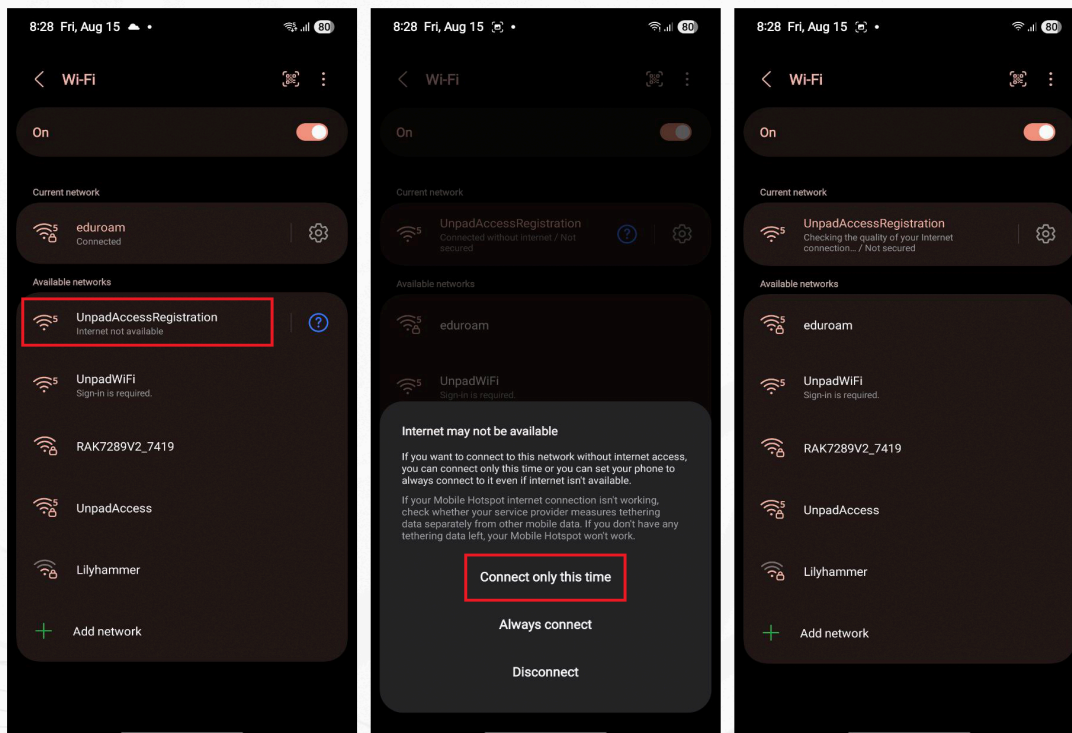 8:28 Fri, Aug 15
80
Wi-Fi
On
Current network
eduroam
Connected
Available networks
UnpadAccessRegistration
Internet not available
UnpadWiFi
Sign-in is required.
RAK7289V2_7419
UnpadAccess
Lilyhammer
Add network
8:28 Fri, Aug 15
80
Wi-Fi
On
Current network
UnpadAccessRegistration
Connected without internet / Not
secured
Available networks
eduroam
UnpadWiFi
Sign-in is required.
Internet may not be available
If you want to connect to this network without internet access,
you can connect only this time or you can set your phone to
always connect to it even if internet isn't available.
If your Mobile Hotspot internet connection isn't working,
check whether your service provider measures tethering
data separately from other mobile data. If you don't have any
tethering data left, your Mobile Hotspot won't work.
Connect only this time
Always connect
Disconnect
8:28 Fri, Aug 15
80
Wi-Fi
On
Current network
UnpadAccessRegistration
Checking the quality of your Internet
connection... / Not secured
Available networks
eduroam
UnpadWiFi
Sign-in is required.
RAK7289V2_7419
UnpadAccess
Lilyhammer
Add network